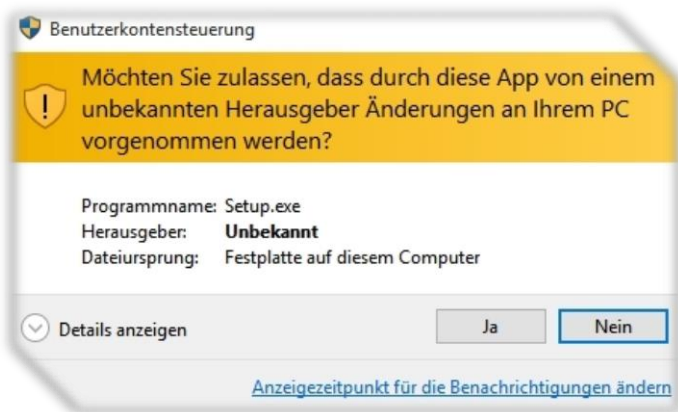 Benutzerkontensteuerung
Möchten Sie zulassen, dass durch diese App von einem
unbekannten Herausgeber Änderungen an Ihrem PC
vorgenommen werden?
Programmname: Setup.exe
Herausgeber: Unbekannt
Dateiursprung: Festplatte auf diesem Computer
Details anzeigen Ja Nein
Anzeigezeitpunkt für die Benachrichtigungen ändern